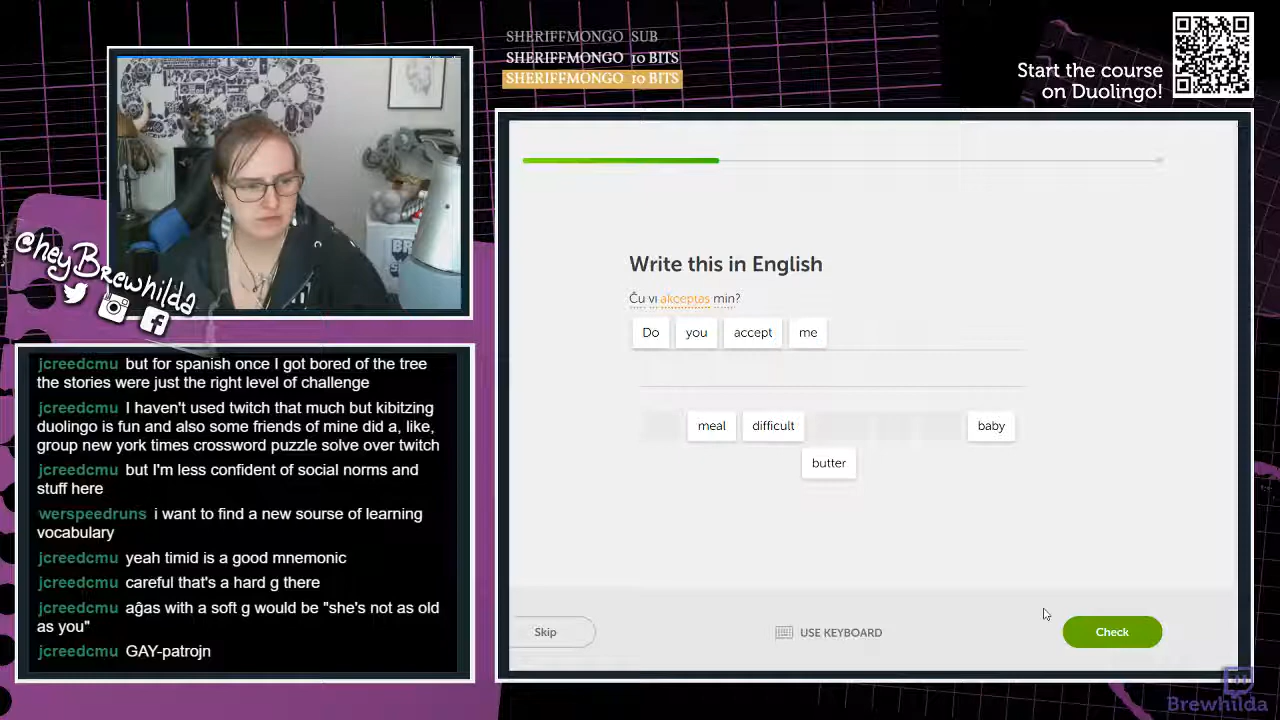 SHERIFFMONGO SUB
SHERIFFMONGO 10 BITS
SHERIFFMONGO 10 BITS
Start the course
on Duolingo!
@heyBrewhilda
Write this in English
Ĉu vi akceptas min?
Do you accept me
meal difficult baby
butter
Skip USE KEYBOARD Check
jcreedcmu but for spanish once I got bored of the tree
the stories were just the right level of challenge
jcreedcmu I haven't used twitch that much but kibitzing
duolingo is fun and also some friends of mine did a, like,
group new york times crossword puzzle solve over twitch
jcreedcmu but I'm less confident of social norms and
stuff here
werspeedruns i want to find a new sourse of learning
vocabulary
jcreedcmu yeah timid is a good mnemonic
jcreedcmu careful that's a hard g there
jcreedcmu aĝas with a soft g would be "she's not as old
as you"
jcreedcmu GAY-patrojn
Brewhilda